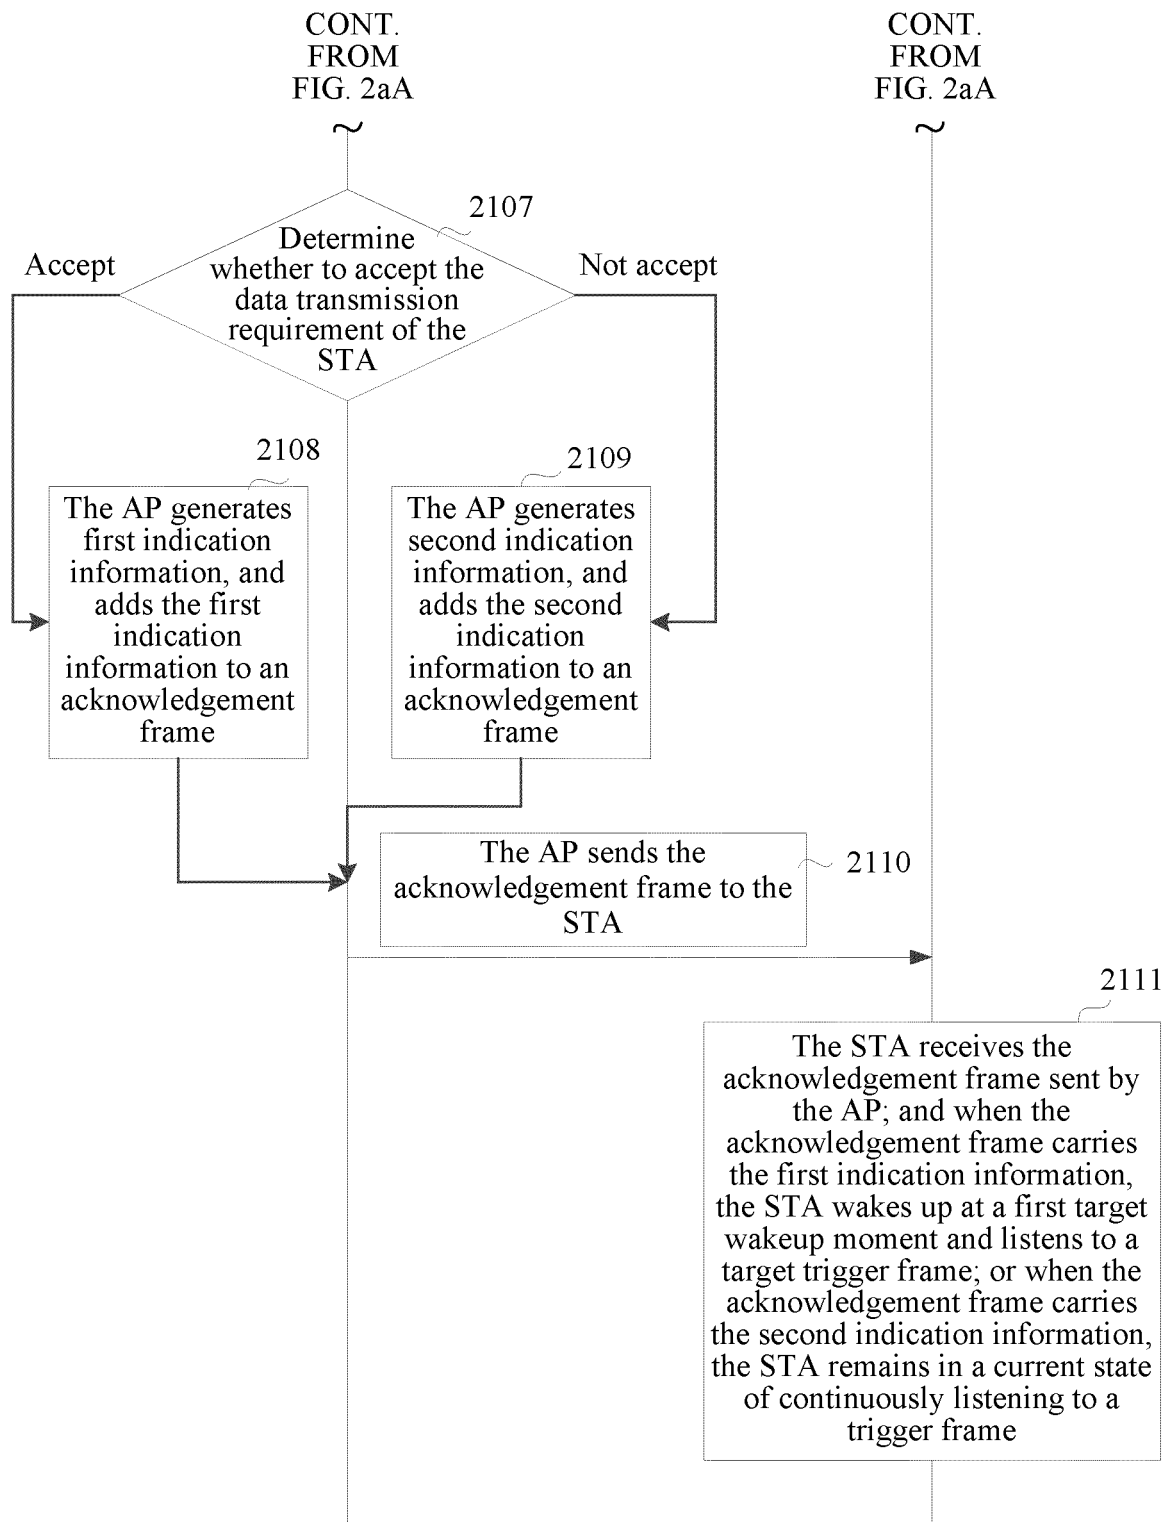 CONT.
FROM
FIG. 2aA
CONT.
FROM
FIG. 2aA
2107
Determine
whether to accept the
data transmission
requirement of the
STA
Accept
Not accept
2108
The AP generates
first indication
information, and
adds the first
indication
information to an
acknowledgement
frame
2109
The AP generates
second indication
information, and
adds the second
indication
information to an
acknowledgement
frame
The AP sends the
acknowledgement frame to the
STA
2110
2111
The STA receives the
acknowledgement frame sent by
the AP; and when the
acknowledgement frame carries
the first indication information,
the STA wakes up at a first target
wakeup moment and listens to a
target trigger frame; or when the
acknowledgement frame carries
the second indication information,
the STA remains in a current state
of continuously listening to a
trigger frame